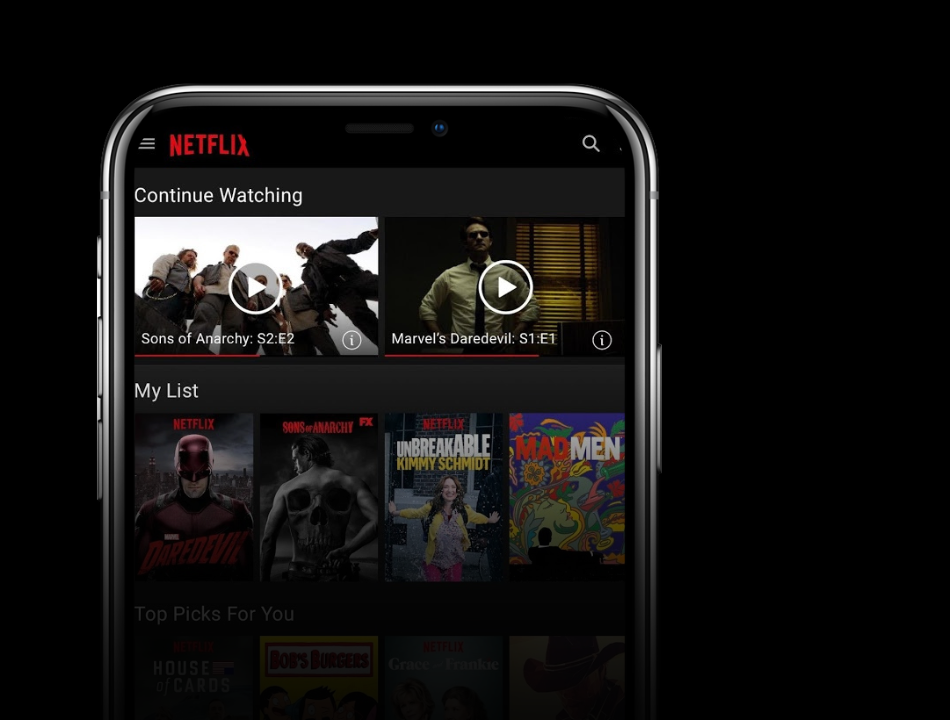 NETFLIX
Continue Watching
Sons of Anarchy: S2:E2
Marvel's Daredevil: S1:E1
My List
NETFLIX
MARVEL
DAREDEVIL
SONS OF ANARCHY FX
NETFLIX
UNBREAKABLE
KIMMY SCHMIDT
MADMEN
Top Picks For You
NETFLIX
HOUSE
of CARDS
BOB'S BURGERS
NETFLIX
Grace and Frankie